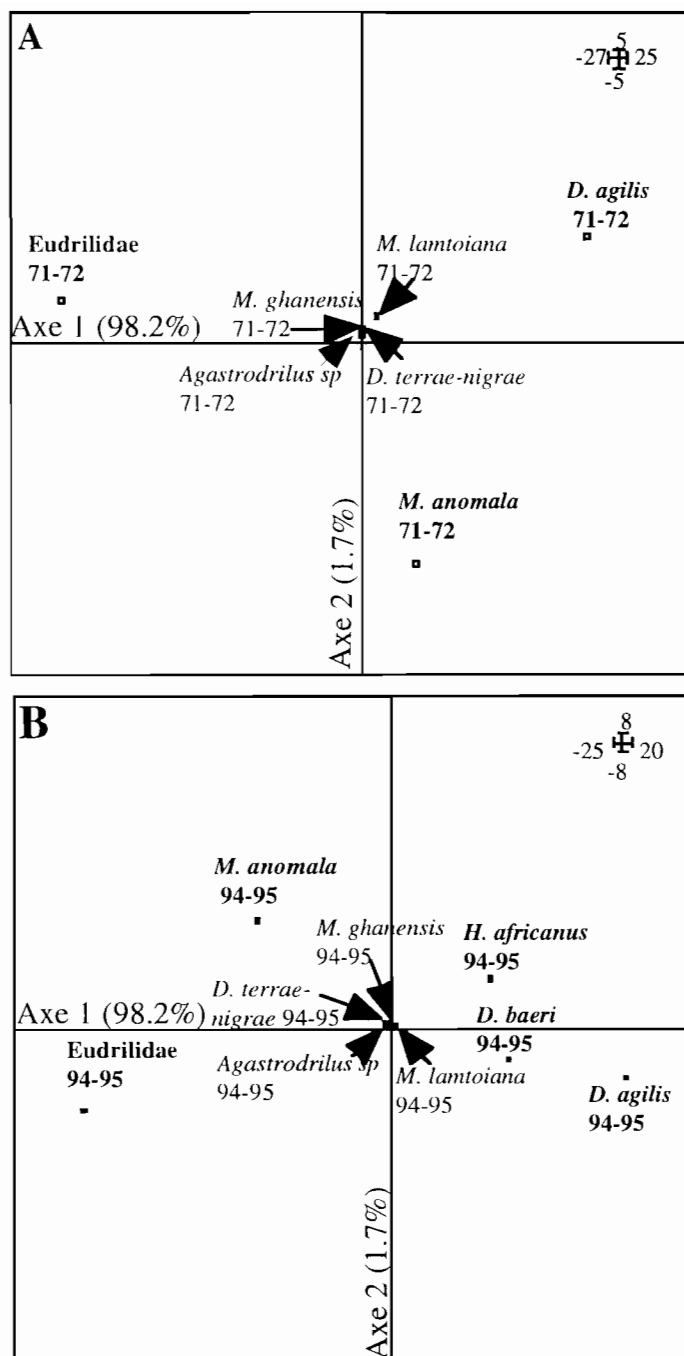 A
5
-27 25
-5
D. agilis
71-72
Eudrilidae
71-72
M. lamtoiana
71-72
M. ghanensis
71-72
Axe 1 (98.2%)
Agastrodrilus sp
71-72
D. terrae-nigrae
71-72
M. anomala
71-72
Axe 2 (1.7%)
B
8
-25 20
-8
M. anomala
94-95
M. ghanensis
94-95
H. africanus
94-95
D. terrae-
nigrae 94-95
Axe 1 (98.2%)
D. baeri
94-95
Eudrilidae
94-95
Agastrodrilus sp
94-95
M. lamtoiana
94-95
D. agilis
94-95
Axe 2 (1.7%)